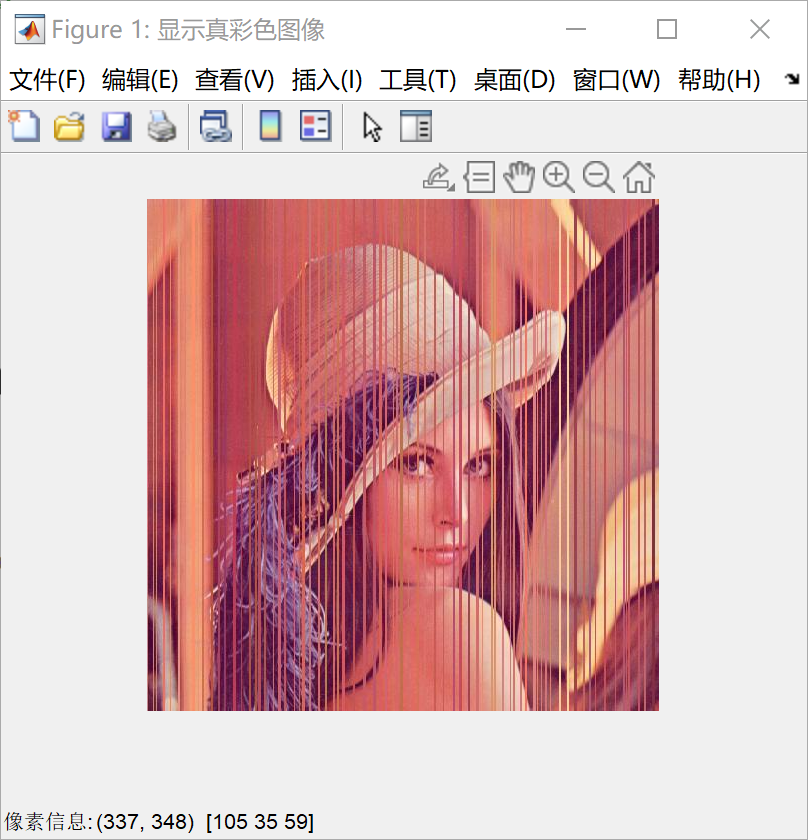 Figure 1: 显示真彩色图像
文件(F) 编辑(E) 查看(V) 插入(I) 工具(T) 桌面(D) 窗口(W) 帮助(H)
像素信息: (337, 348) [105 35 59]